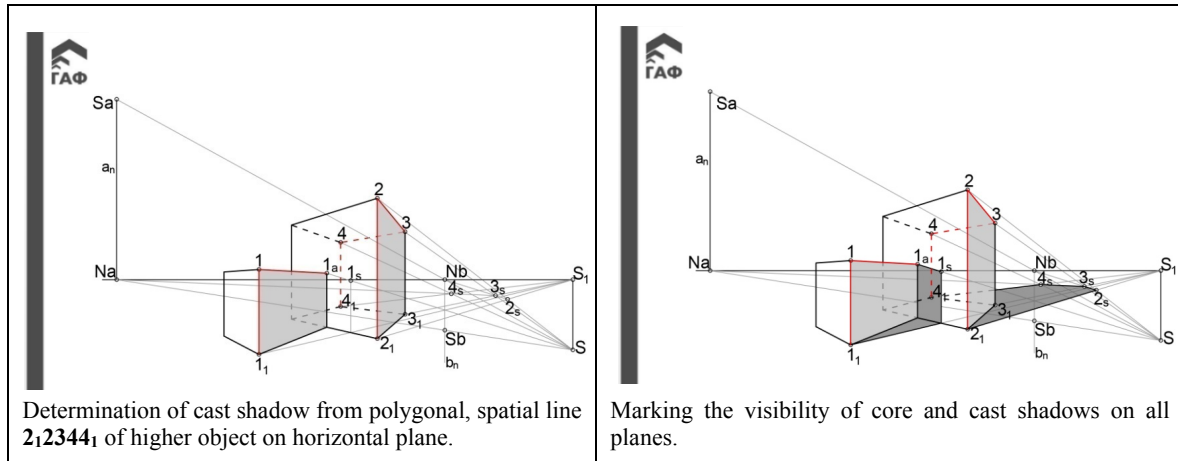 ГАФ
Sa
an
2
3
4
1
1a
1s
Na
Nb
S1
4s
3s
2s
41
31
Sb
21
S
11
bn
Determination of cast shadow from polygonal, spatial line
2₁2344₁ of higher object on horizontal plane.
ГАФ
Sa
an
2
3
4
1
1a
1s
Na
Nb
S1
4s
3s
2s
41
31
Sb
21
S
11
bn
Marking the visibility of core and cast shadows on all
planes.